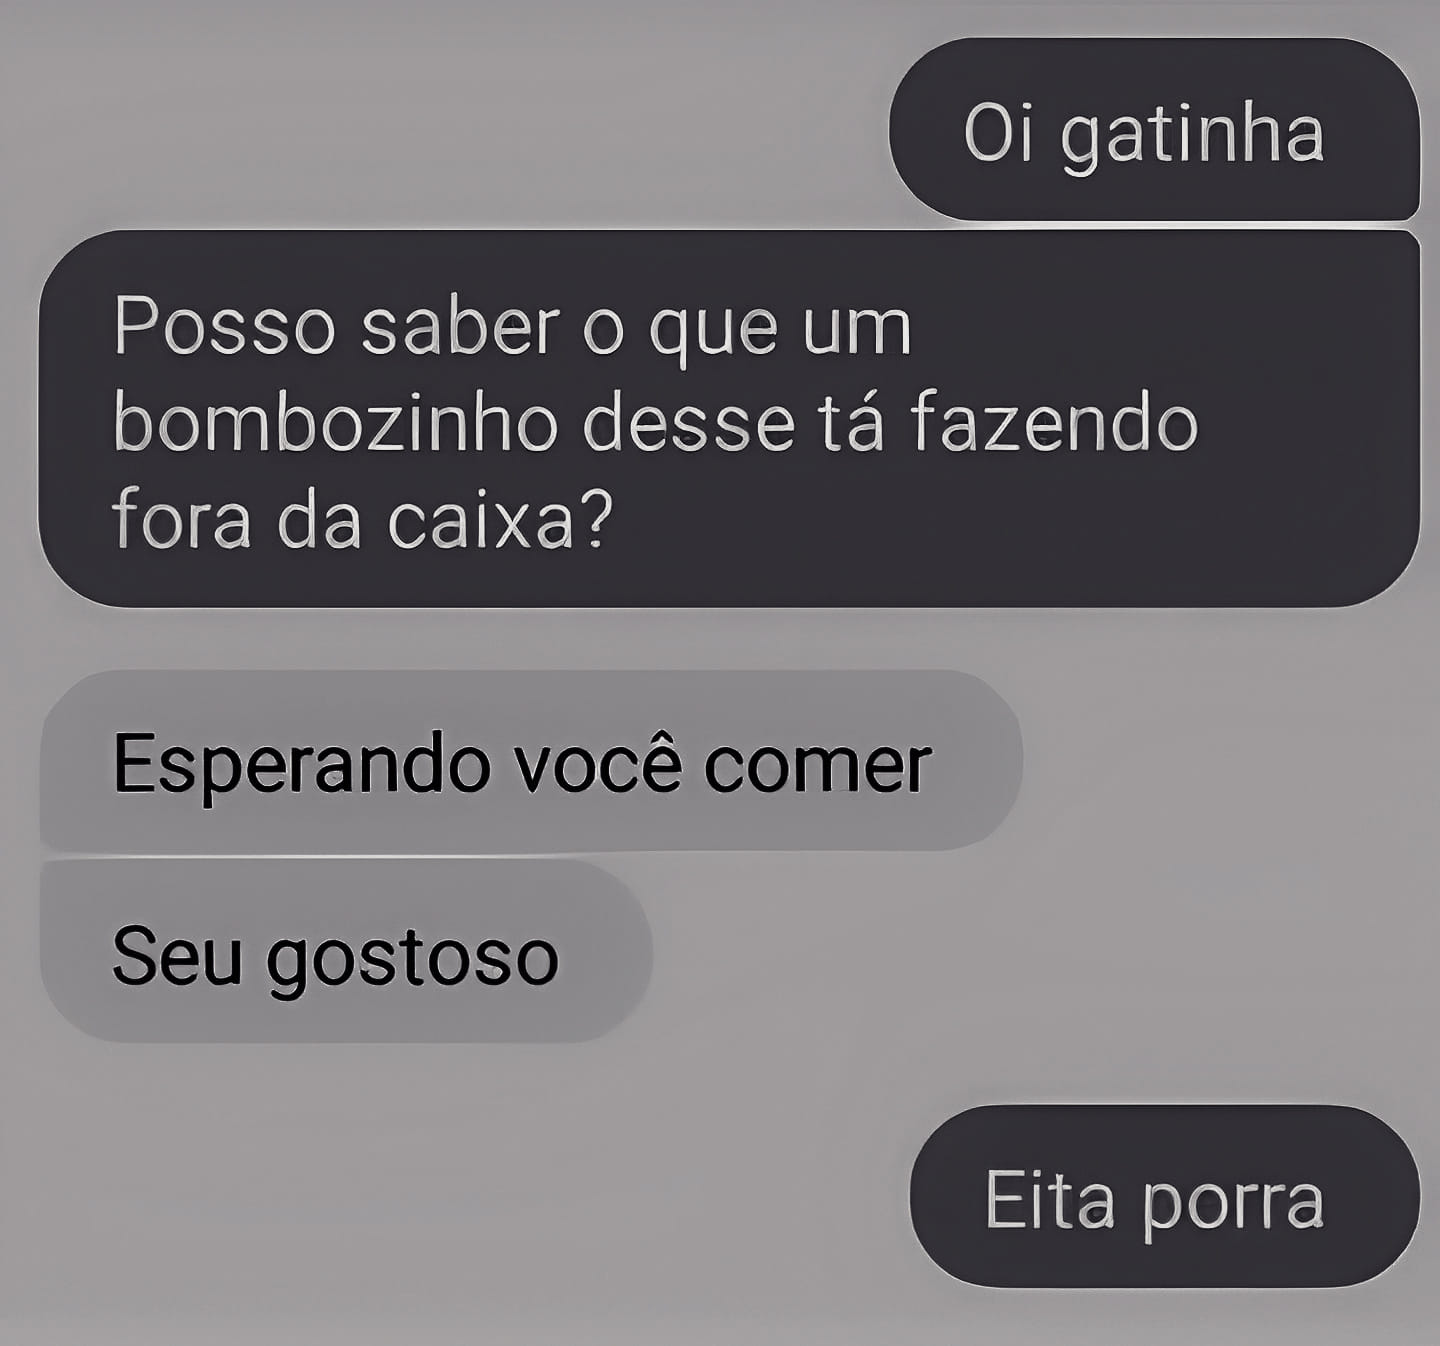 Oi gatinha
Posso saber o que um
bombozinho desse tá fazendo
fora da caixa?
Esperando você comer
Seu gostoso
Eita porra